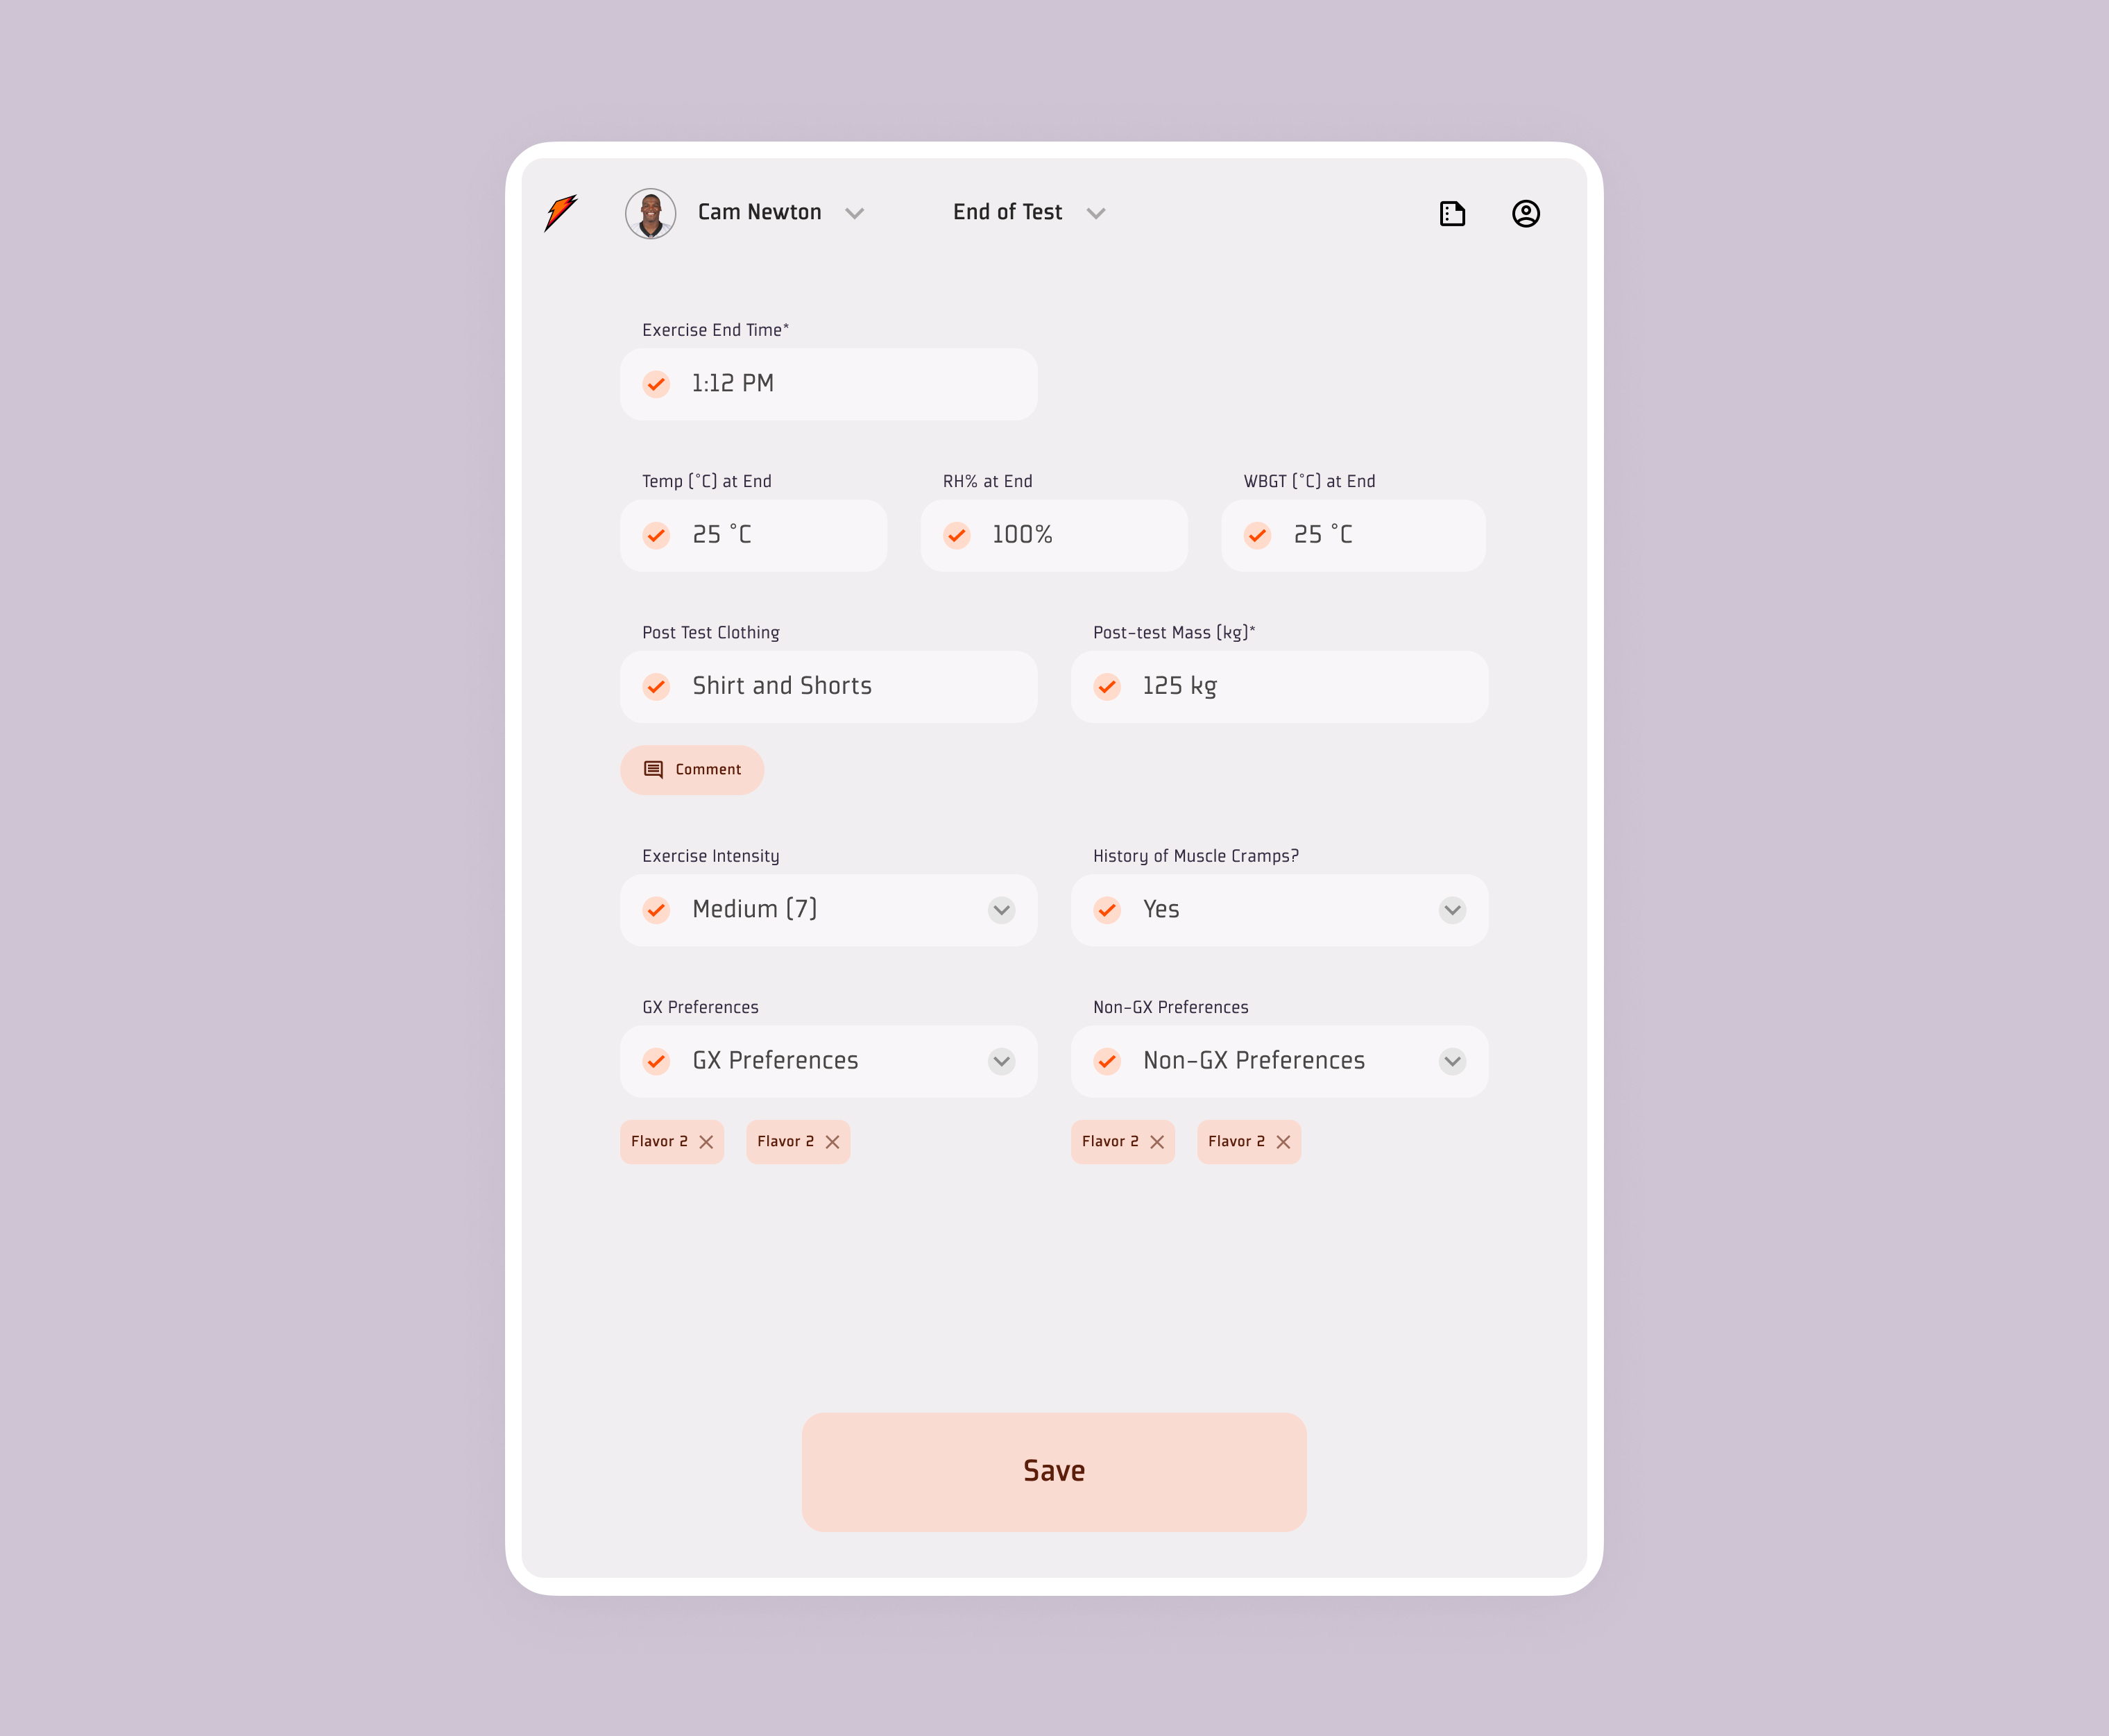 Cam Newton
End of Test
Exercise End Time*
1:12 PM
Temp (°C) at End
RH% at End
WBGT (°C) at End
25 °C
100%
25 °C
Post Test Clothing
Post-test Mass (kg)*
Shirt and Shorts
125 kg
Comment
Exercise Intensity
History of Muscle Cramps?
Medium (7)
Yes
GX Preferences
Non-GX Preferences
GX Preferences
Non-GX Preferences
Flavor 2
Flavor 2
Flavor 2
Flavor 2
Save